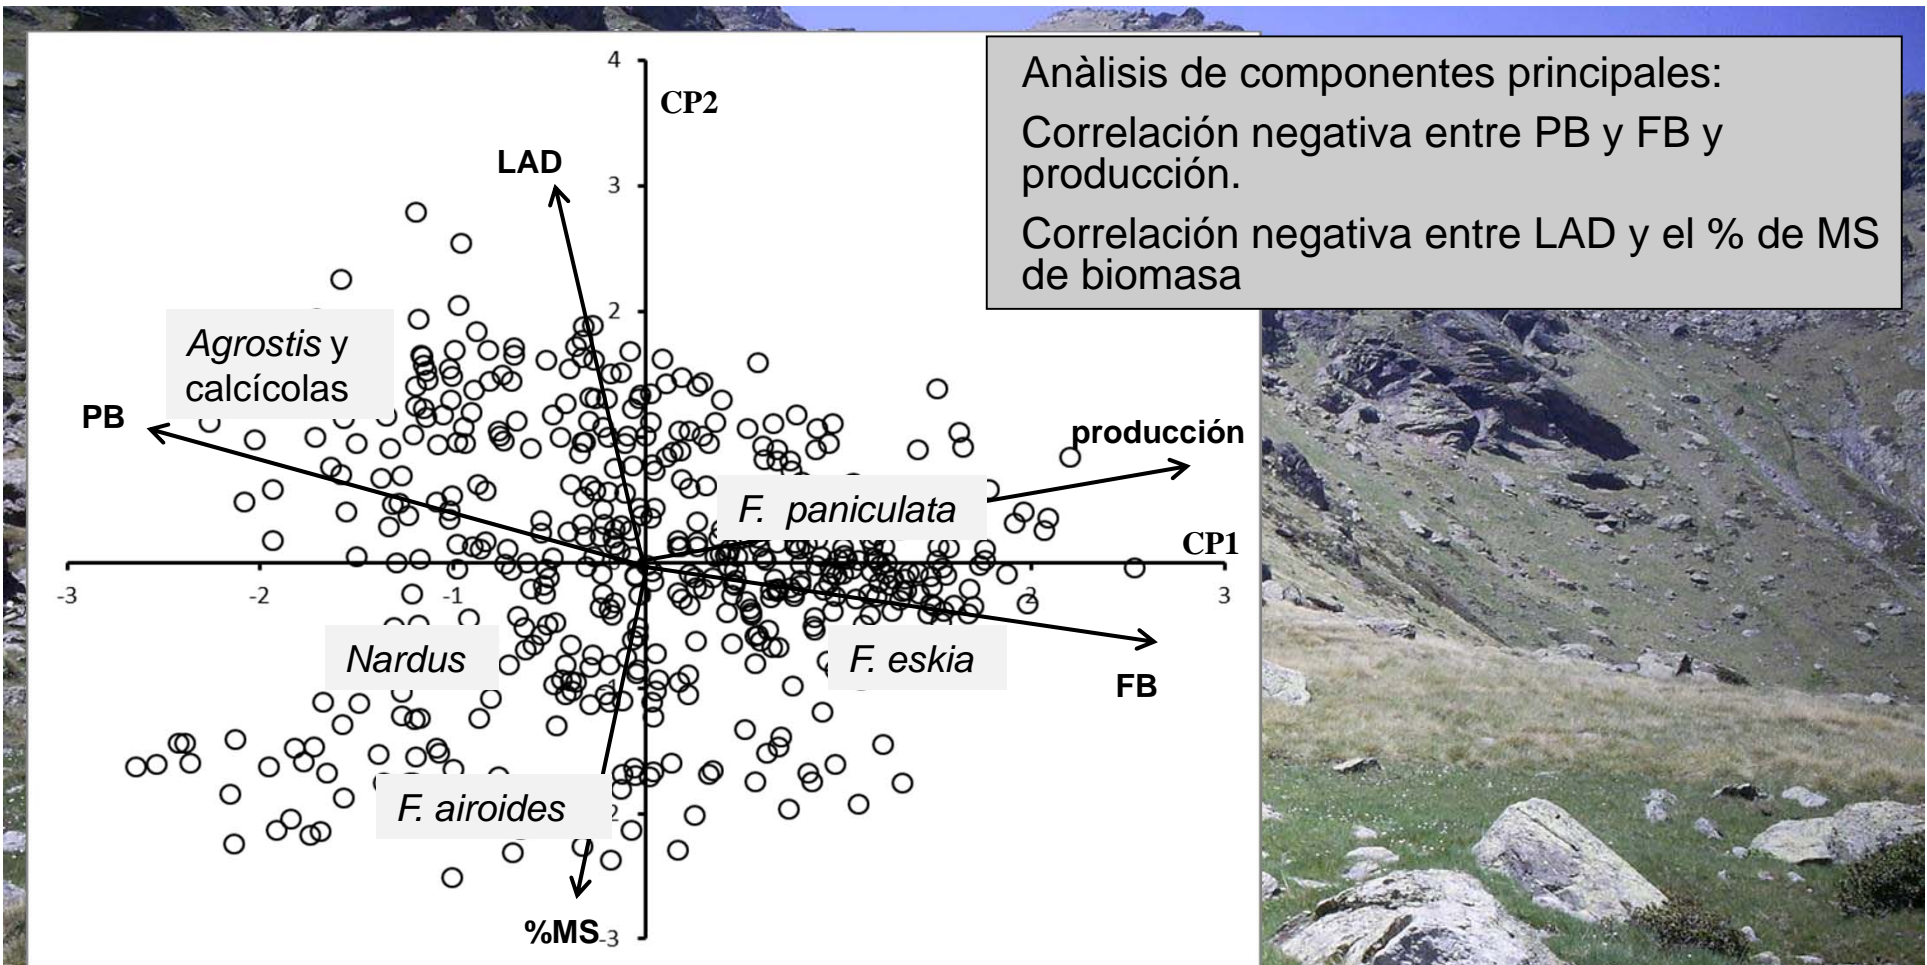 Anàlisis de componentes principales:
Correlación negativa entre PB y FB y
producción.
Correlación negativa entre LAD y el % de MS
de biomasa
4
CP2
LAD
3
2
Agrostis y
calcícolas
PB
producción
F. paniculata
CP1
-3
-2
-1
2
3
Nardus
F. eskia
FB
F. airoides
%MS
-3